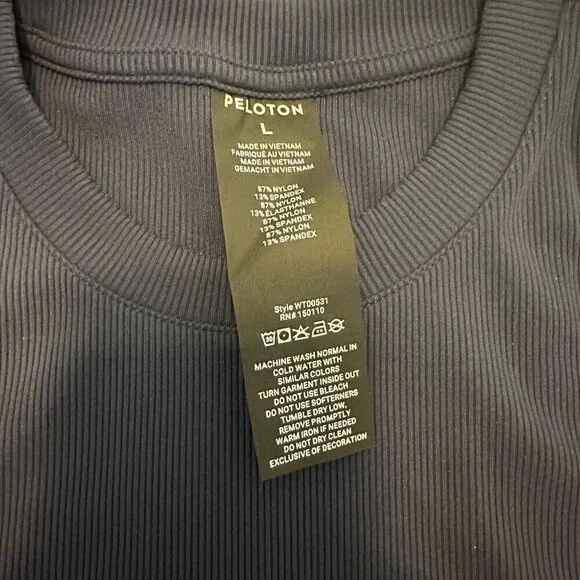 PELOTON
L
MADE IN VIETNAM
FABRIQUÉ AU VIETNAM
MADE IN VIETNAM
GEMACHT IN VIETNAM
87% NYLON
13% SPANDEX
87% NYLON
13% ÉLASTHANNE
87% NYLON
13% SPANDEX
87% NYLON
13% SPANDEX
Style WT00531
RN# 150110
30
MACHINE WASH NORMAL IN
COLD WATER WITH
SIMILAR COLORS
TURN GARMENT INSIDE OUT
DO NOT USE BLEACH
DO NOT USE SOFTERNERS
TUMBLE DRY LOW,
REMOVE PROMPTLY
WARM IRON IF NEEDED
DO NOT DRY CLEAN
EXCLUSIVE OF DECORATION